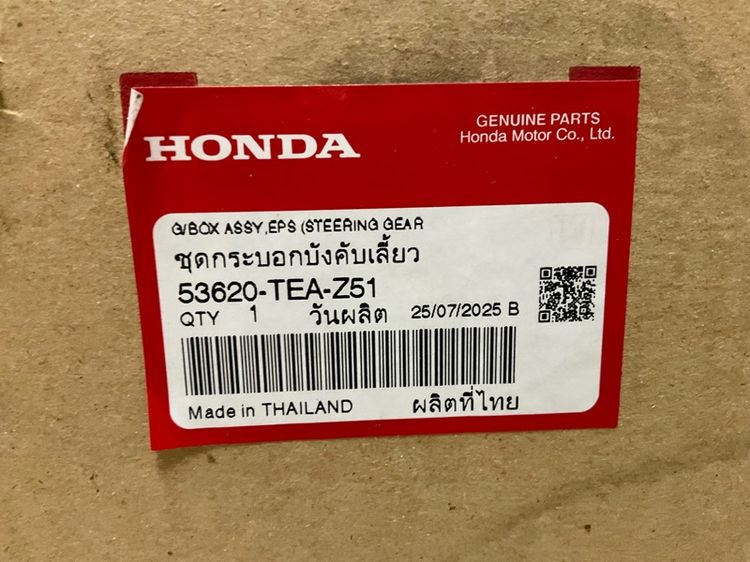 HONDA
GENUINE PARTS
Honda Motor Co., Ltd.
G/BOX ASSY,EPS (STEERING GEAR
ชุดกระบอกบังคับเลี้ยว
53620-TEA-Z51
QTY 1 วันผลิต 25/07/2025 B
Made in THAILAND ผลิตที่ไทย